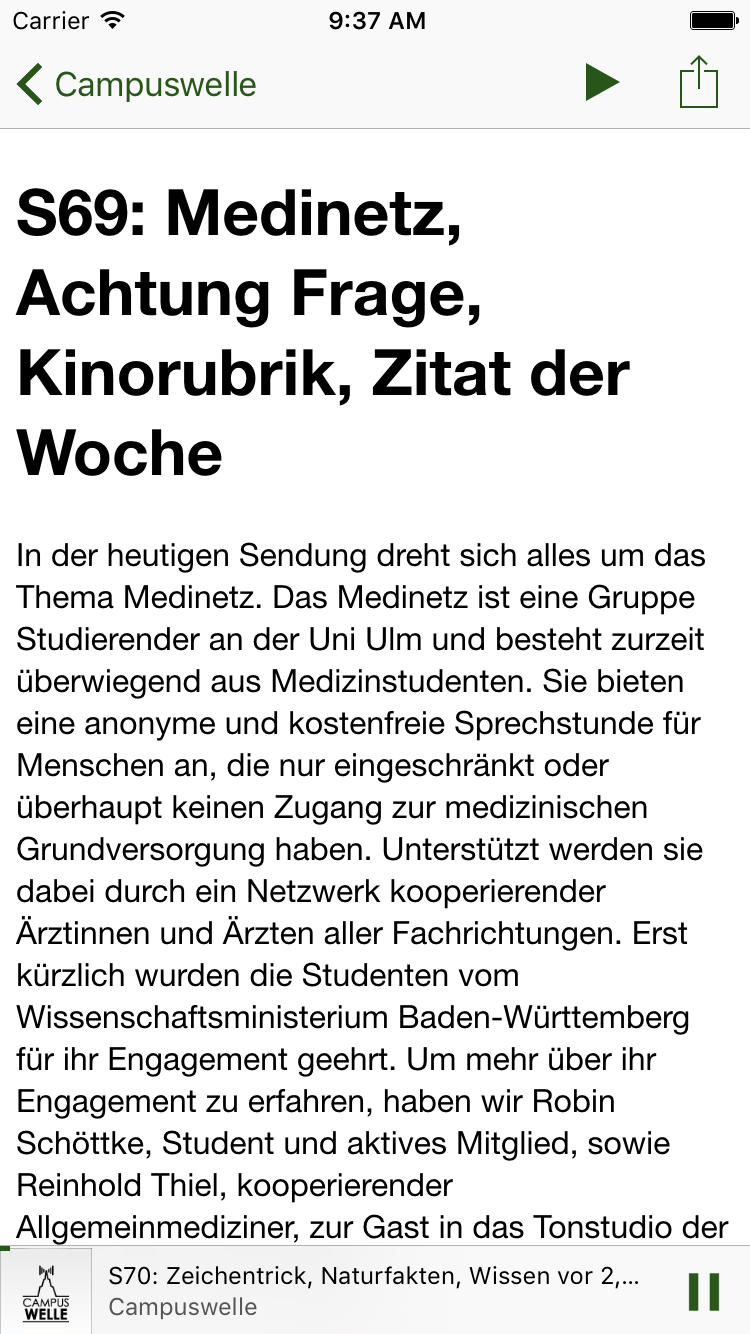 Carrier
9:37 AM
Campuswelle
S69: Medinetz,
Achtung Frage,
Kinorubrik, Zitat der
Woche
In der heutigen Sendung dreht sich alles um das
Thema Medinetz. Das Medinetz ist eine Gruppe
Studierender an der Uni Ulm und besteht zurzeit
überwiegend aus Medizinstudenten. Sie bieten
eine anonyme und kostenfreie Sprechstunde für
Menschen an, die nur eingeschränkt oder
überhaupt keinen Zugang zur medizinischen
Grundversorgung haben. Unterstützt werden sie
dabei durch ein Netzwerk kooperierender
Ärztinnen und Ärzten aller Fachrichtungen. Erst
kürzlich wurden die Studenten vom
Wissenschaftsministerium Baden-Württemberg
für ihr Engagement geehrt. Um mehr über ihr
Engagement zu erfahren, haben wir Robin
Schöttke, Student und aktives Mitglied, sowie
Reinhold Thiel, kooperierender
Allgemeinmediziner, zur Gast in das Tonstudio der
CAMPUS
WELLE
S70: Zeichentrick, Naturfakten, Wissen vor 2,...
Campuswelle